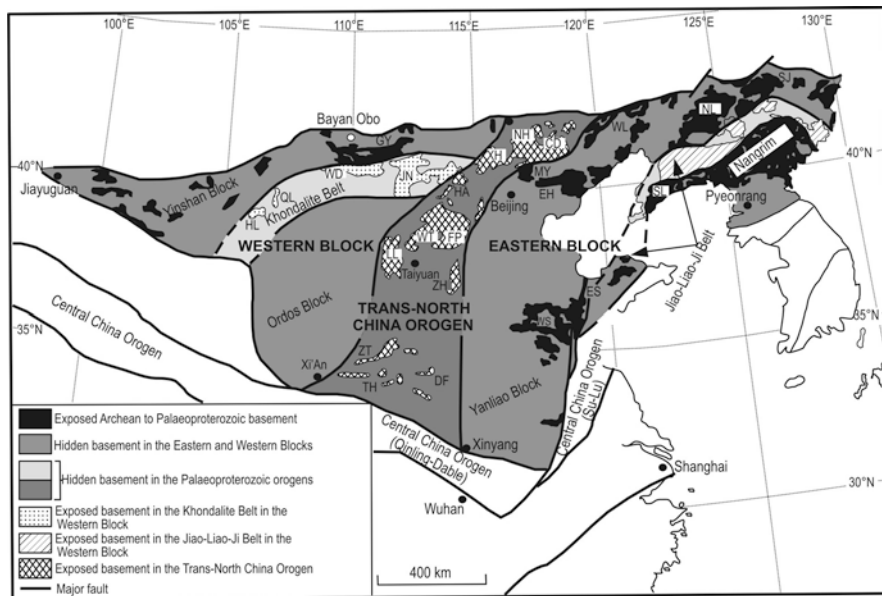 100°E
105°E
110°E
115°E
120°E
125°E
130°E
40°N
35°N
40°N
35°N
30°N
Bayan Obo
GY
Jiayuguan
Yinshan Block
WD
JN
QL
HL
Khondalite Belt
WESTERN BLOCK
Ordos Block
Xi'An
Central China Orogen
NH
XH
CD
HA
WT
FP
LL
Taiyuan
ZH
TRANS-NORTH
CHINA OROGEN
ZT
TH
DF
MY
EH
Beijing
EASTERN BLOCK
WL
NL
SJ
SL
Nangrim
Pyeonrang
Jiao-Liao-Ji Belt
ES
WS
Yanliao Block
Central China Orogen
(Su-Lu)
Central China Orogen
(Qinling-Dable)
Xinyang
Wuhan
Shanghai
400 km
Exposed Archean to Palaeoproterozoic basement
Hidden basement in the Eastern and Western Blocks
Hidden basement in the Palaeoproterozoic orogens
Exposed basement in the Khondalite Belt in the
Western Block
Exposed basement in the Jiao-Liao-Ji Belt in the
Western Block
Exposed basement in the Trans-North China Orogen
Major fault